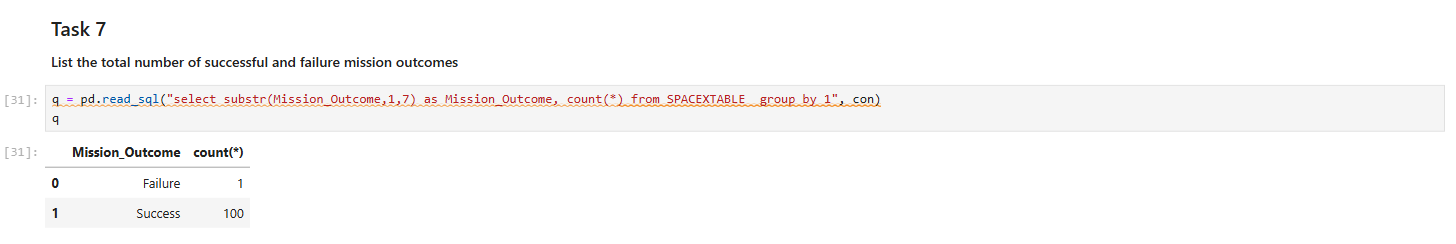 Task 7
List the total number of successful and failure mission outcomes
[31]: q = pd.read_sql("select substr(Mission_Outcome,1,7) as Mission_Outcome, count(*) from SPACEXTABLE  group by 1", con)
q
[31]: Mission_Outcome count(*)
0 Failure 1
1 Success 100